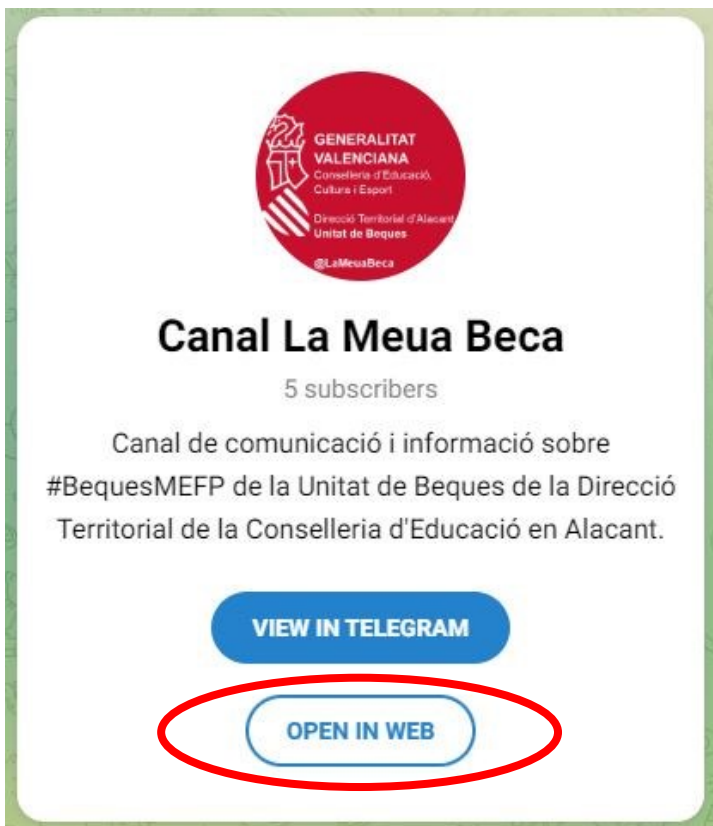 GENERALITAT
VALENCIANA
Conselleria d'Educació,
Cultura i Esport
Direcció Territorial d'Alacant
Unitat de Beques
@LaMeuaBeca
Canal La Meua Beca
5 subscribers
Canal de comunicació i informació sobre
#BequesMEFP de la Unitat de Beques de la Direcció
Territorial de la Conselleria d'Educació en Alacant.
VIEW IN TELEGRAM
OPEN IN WEB